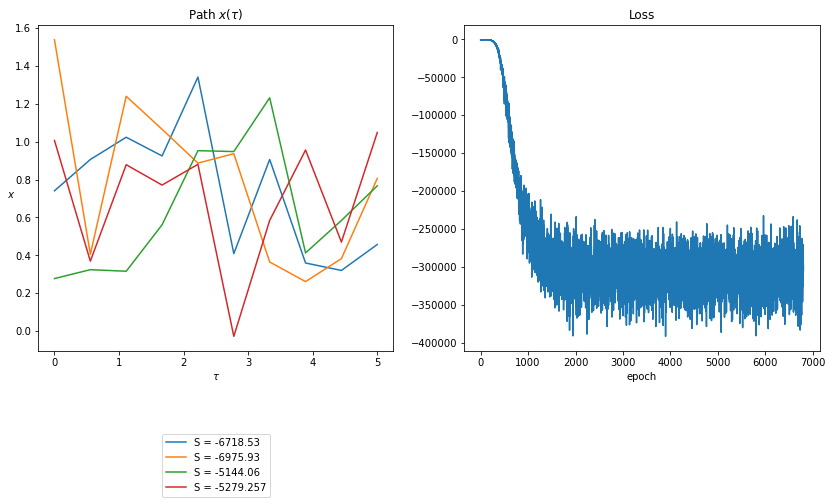 Path x(τ)
1.6
1.4
1.2
1.0
0.8
0.6
0.4
0.2
0.0
x
0 1 2 3 4 5
τ
S = -6718.53
S = -6975.93
S = -5144.06
S = -5279.257
Loss
0
−50000
−100000
−150000
−200000
−250000
−300000
−350000
−400000
0 1000 2000 3000 4000 5000 6000 7000
epoch